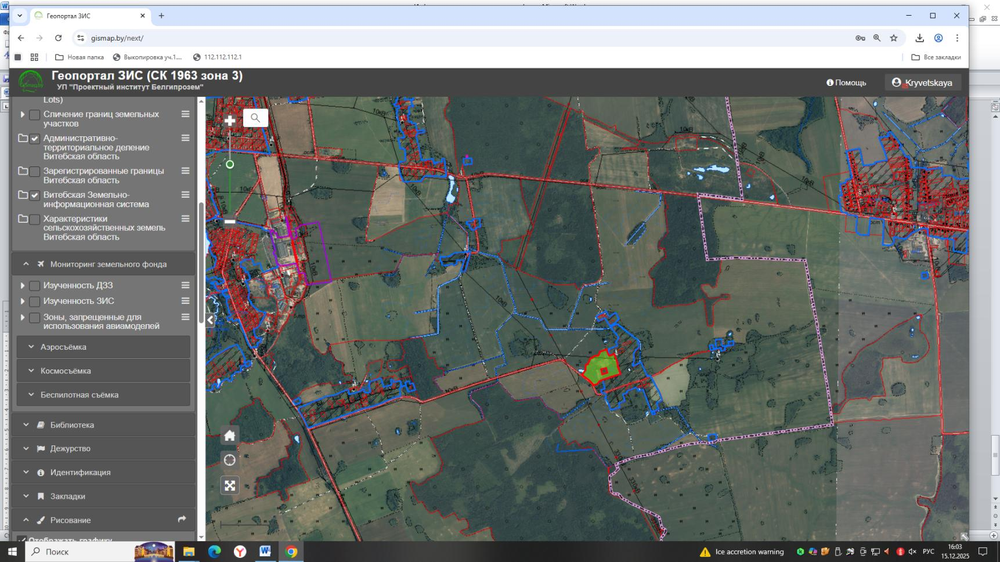 Геопортал ЗИС
gismap.by/next/
Новая папка
Выкопировка уч.1....
112.112.112.1
Все закладки
Геопортал ЗИС (СК 1963 зона 3)
УП "Проектный институт Белгипрозем"
Помощь
Kryvetskaya
Lots)
Сличение границ земельных
участков
Административно-
территориальное деление
Витебская область
Зарегистрированные границы
Витебская область
Витебская Земельно-
информационная система
Характеристики
сельскохозяйственных земель
Витебская область
Мониторинг земельного фонда
Изученность ДЗЗ
Изученность ЗИС
Зоны, запрещенные для
использования авиамоделей
Аэросъёмка
Космосъёмка
Беспилотная съёмка
Библиотека
Дежурство
Идентификация
Закладки
Рисование
Отображать графику
10кВ
10кВ
10кВ
10кВ
10кВ
10кВ
10кВ
10кВ
330кВ
Поиск
Ice accretion warning
РУС
16:03
15.12.2025